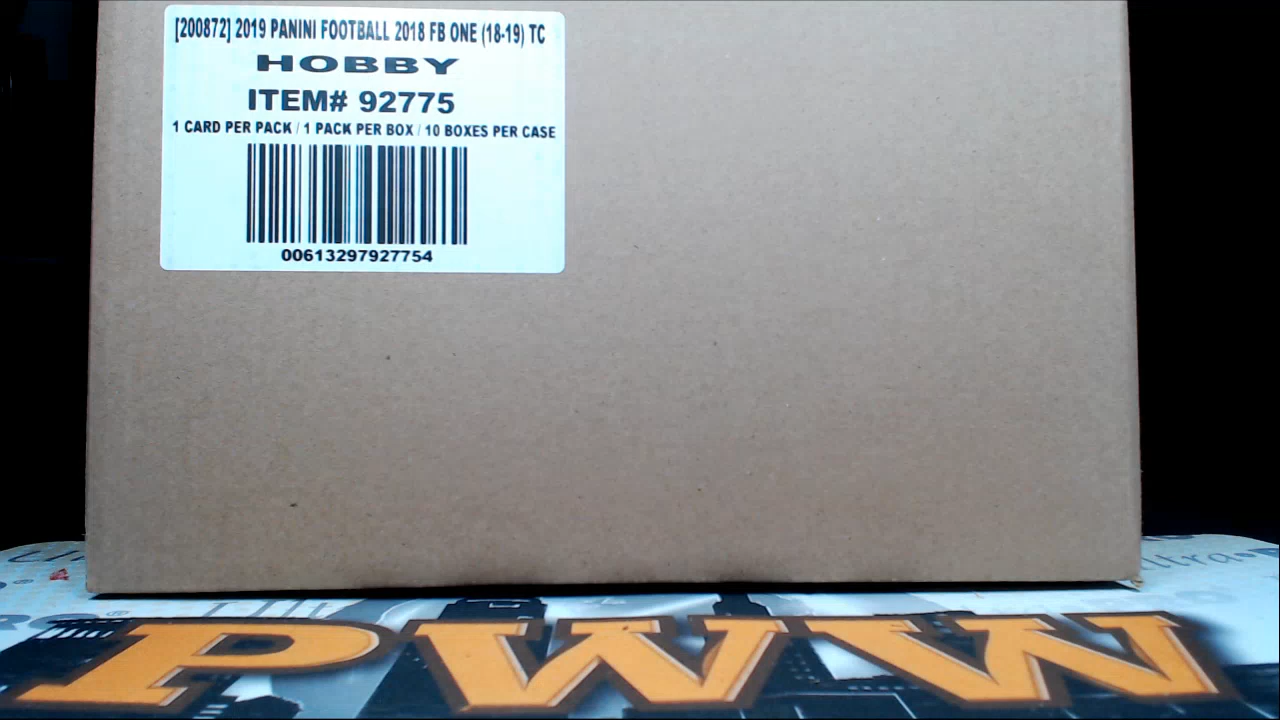 [200872] 2019 PANINI FOOTBALL 2018 FB ONE (18-19) TC
HOBBY
ITEM# 92775
1 CARD PER PACK / 1 PACK PER BOX / 10 BOXES PER CASE
00613297927754
PWW